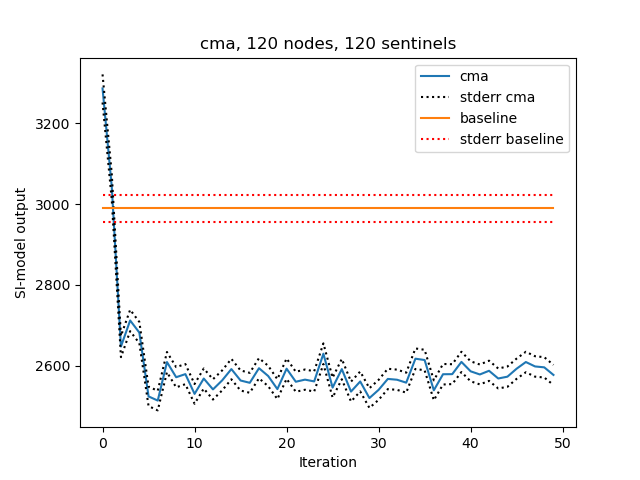 cma, 120 nodes, 120 sentinels
cma
stderr cma
baseline
stderr baseline
SI-model output
3200
3000
2800
2600
0
10
20
30
40
50
Iteration